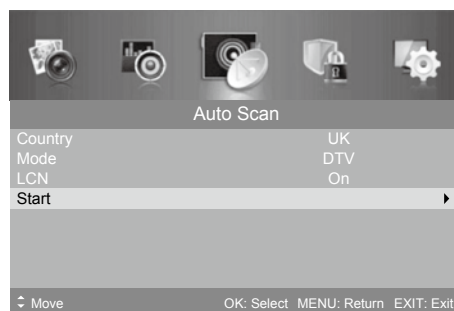 Auto Scan
Country UK
Mode DTV
LCN On
Start
Move OK: Select MENU: Return EXIT: Exit